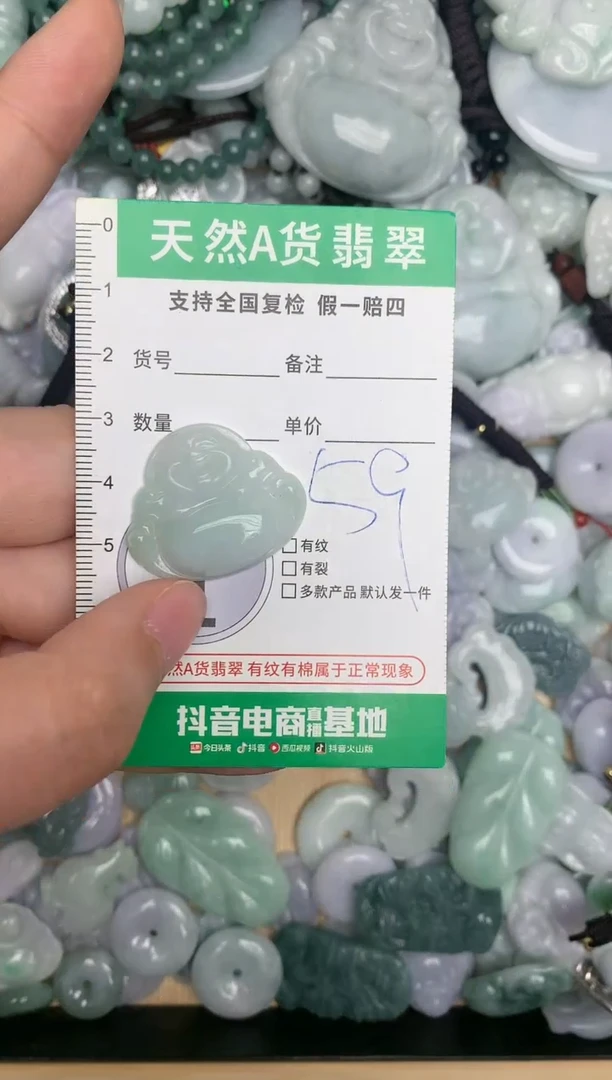 天然A货翡翠
支持全国复检 假一赔四
货号 备注
数量 单价
59
有纹
有裂
多款产品 默认发一件
然A货翡翠 有纹有棉属于正常现象
抖音电商直播基地
头条 今日头条 抖音 西瓜视频 抖音火山版
0
1
2
3
4
5